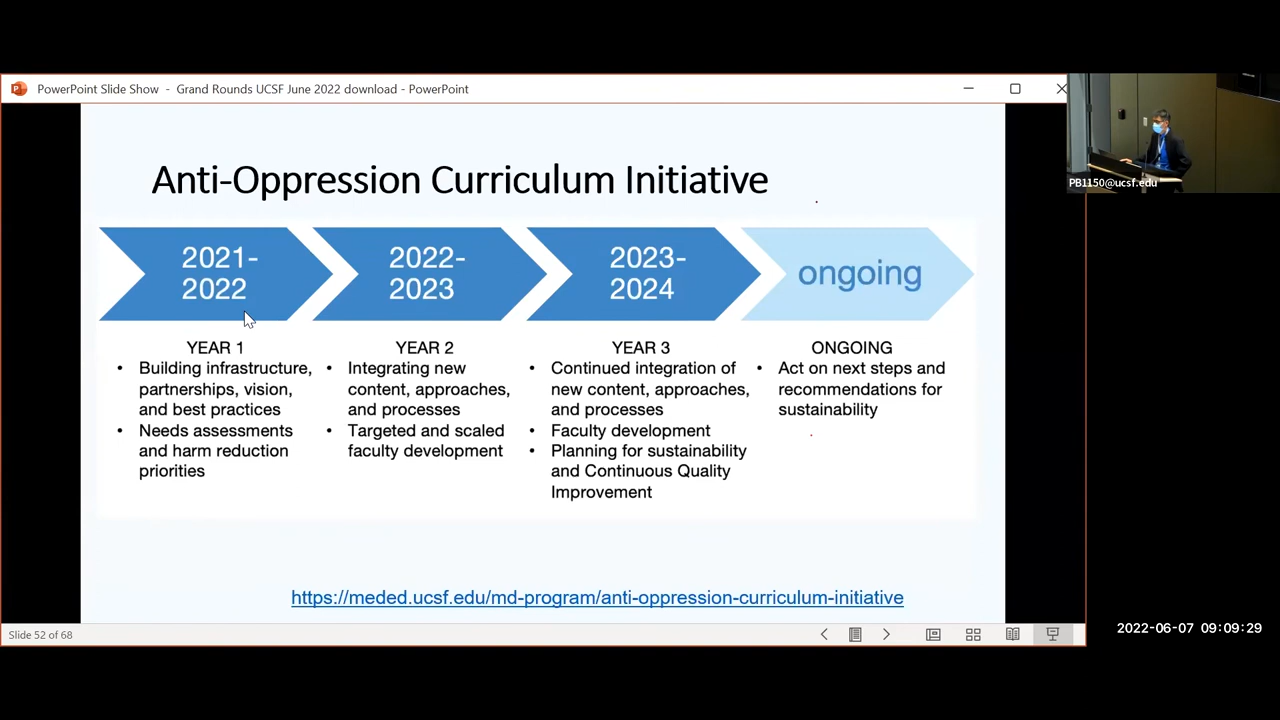 PowerPoint Slide Show - Grand Rounds UCSF June 2022 download - PowerPoint
PB1150@ucsf.edu
Anti-Oppression Curriculum Initiative
2021-
2022
2022-
2023
2023-
2024
ongoing
YEAR 1
• Building infrastructure,
partnerships, vision,
and best practices
• Needs assessments
and harm reduction
priorities
YEAR 2
• Integrating new
content, approaches,
and processes
• Targeted and scaled
faculty development
YEAR 3
• Continued integration of
new content, approaches,
and processes
• Faculty development
• Planning for sustainability
and Continuous Quality
Improvement
ONGOING
• Act on next steps and
recommendations for
sustainability
https://meded.ucsf.edu/md-program/anti-oppression-curriculum-initiative
Slide 52 of 68
2022-06-07 09:09:29